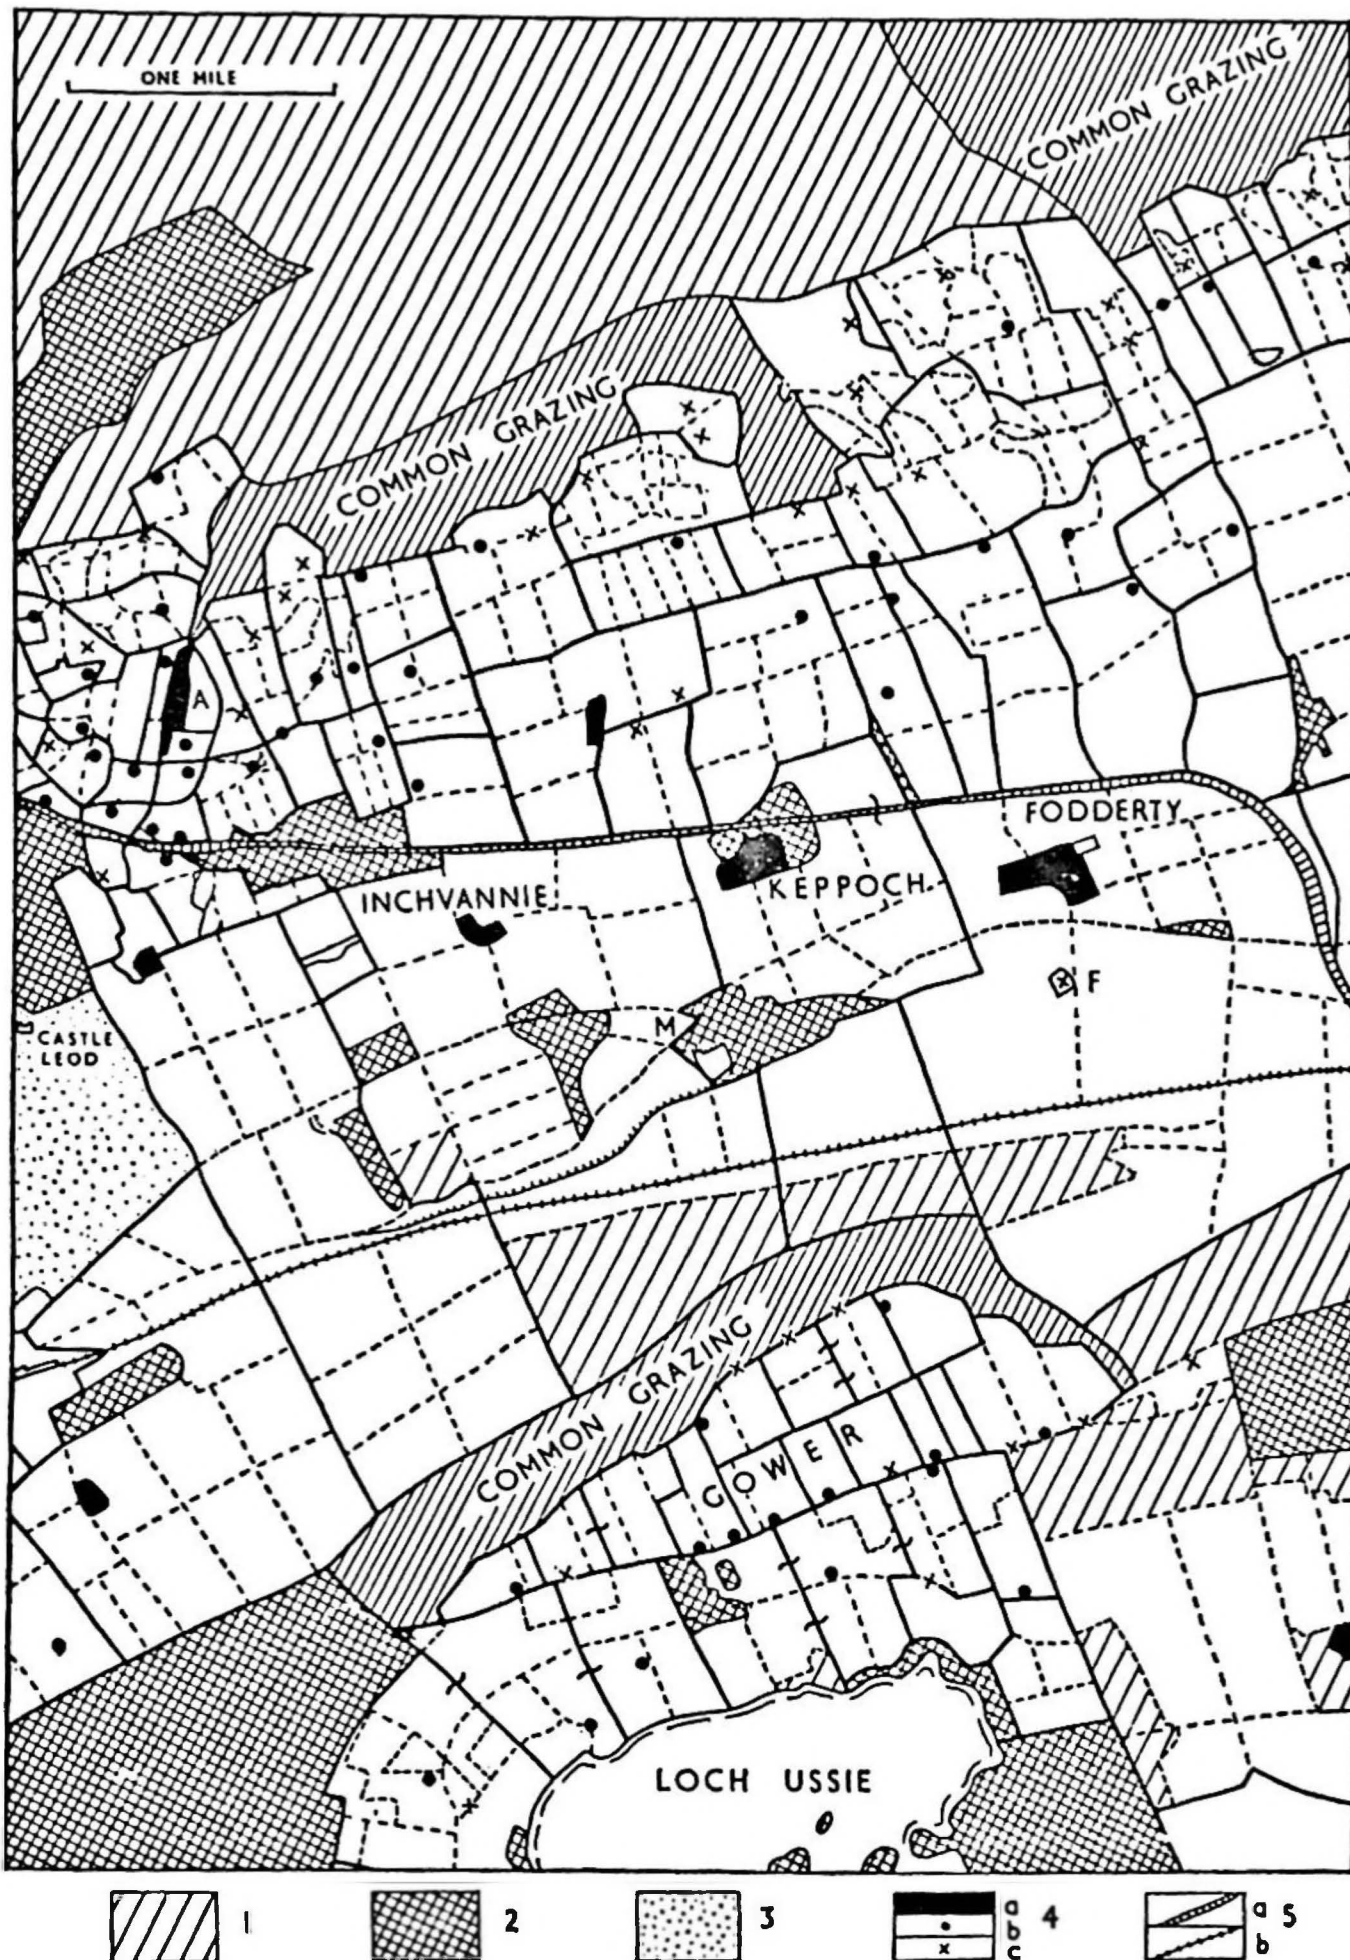 ONE MILE
COMMON GRAZING
COMMON GRAZING
A
FODDERTY
INCHVANNIE
KEPPOCH
F
M
CASTLE
LEOD
COMMON GRAZING
GOWER
LOCH USSIE
1
2
3
a
b
c
4
a
b
5